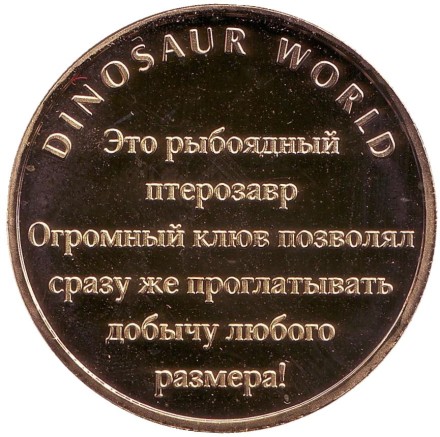 DINOSAUR WORLD
Это рыбоядный
птерозавр
Огромный клюв позволял
сразу же проглатывать
добычу любого
размера!